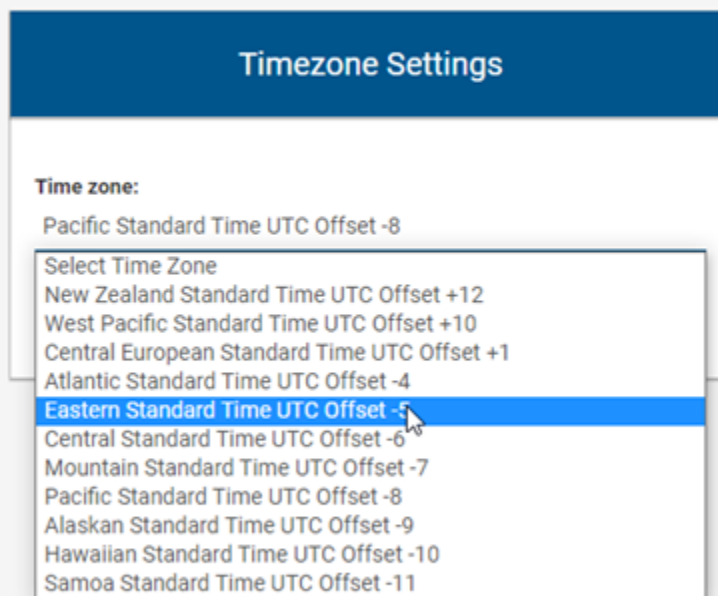 Timezone Settings
Time zone:
Pacific Standard Time UTC Offset -8
Select Time Zone
New Zealand Standard Time UTC Offset +12
West Pacific Standard Time UTC Offset +10
Central European Standard Time UTC Offset +1
Atlantic Standard Time UTC Offset -4
Eastern Standard Time UTC Offset -5
Central Standard Time UTC Offset -6
Mountain Standard Time UTC Offset -7
Pacific Standard Time UTC Offset -8
Alaskan Standard Time UTC Offset -9
Hawaiian Standard Time UTC Offset -10
Samoa Standard Time UTC Offset -11